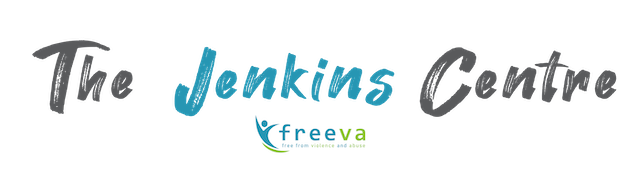 The Jenkins Centre
freeva
free from violence and abuse